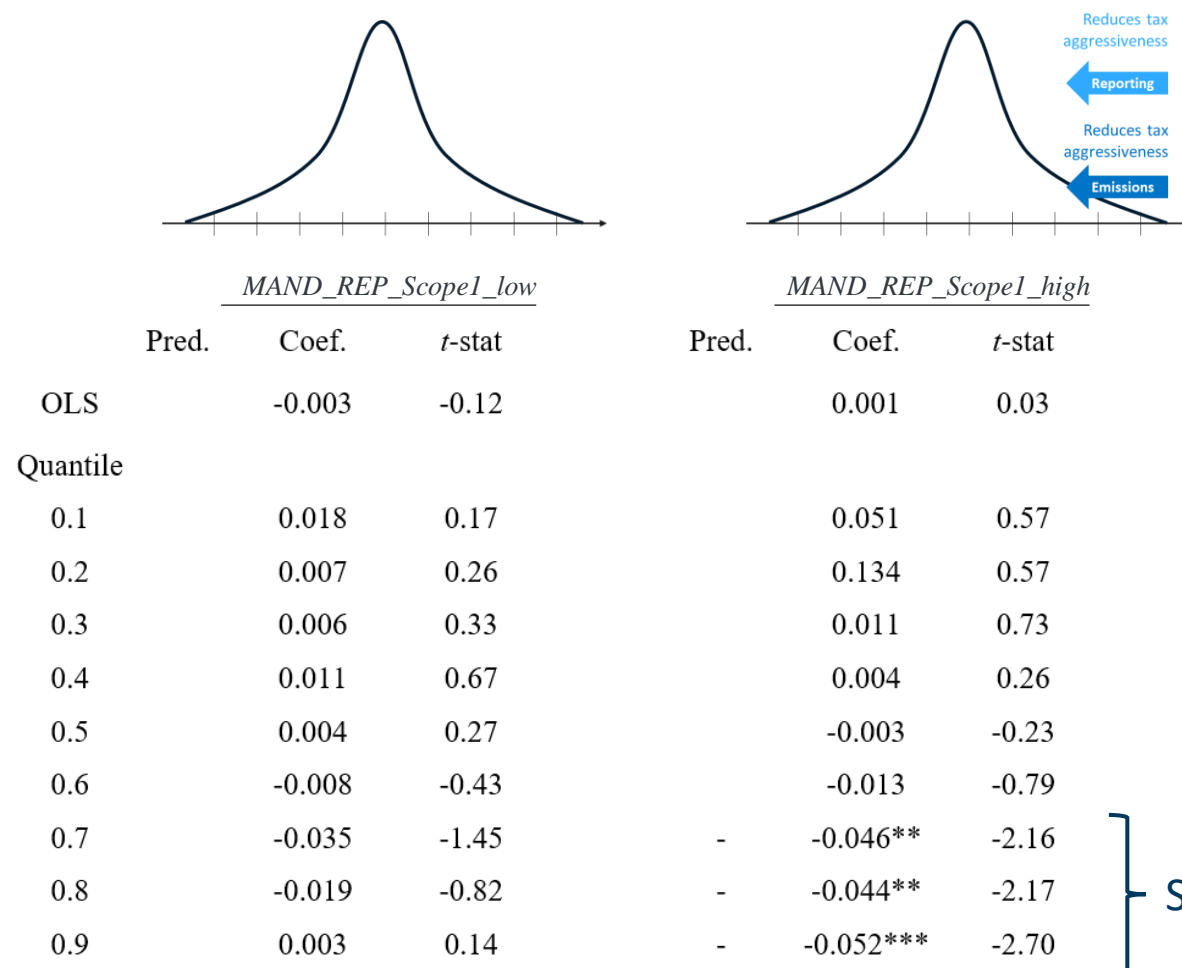 Reduces tax
aggressiveness
Reporting
Reduces tax
aggressiveness
Emissions
MAND_REP_Scope1_low MAND_REP_Scope1_high
Pred. Coef. t-stat Pred. Coef. t-stat
OLS -0.003 -0.12 0.001 0.03
Quantile
0.1 0.018 0.17 0.051 0.57
0.2 0.007 0.26 0.134 0.57
0.3 0.006 0.33 0.011 0.73
0.4 0.011 0.67 0.004 0.26
0.5 0.004 0.27 -0.003 -0.23
0.6 -0.008 -0.43 -0.013 -0.79
0.7 -0.035 -1.45 - -0.046** -2.16
0.8 -0.019 -0.82 - -0.044** -2.17
S
0.9 0.003 0.14 - -0.052*** -2.70